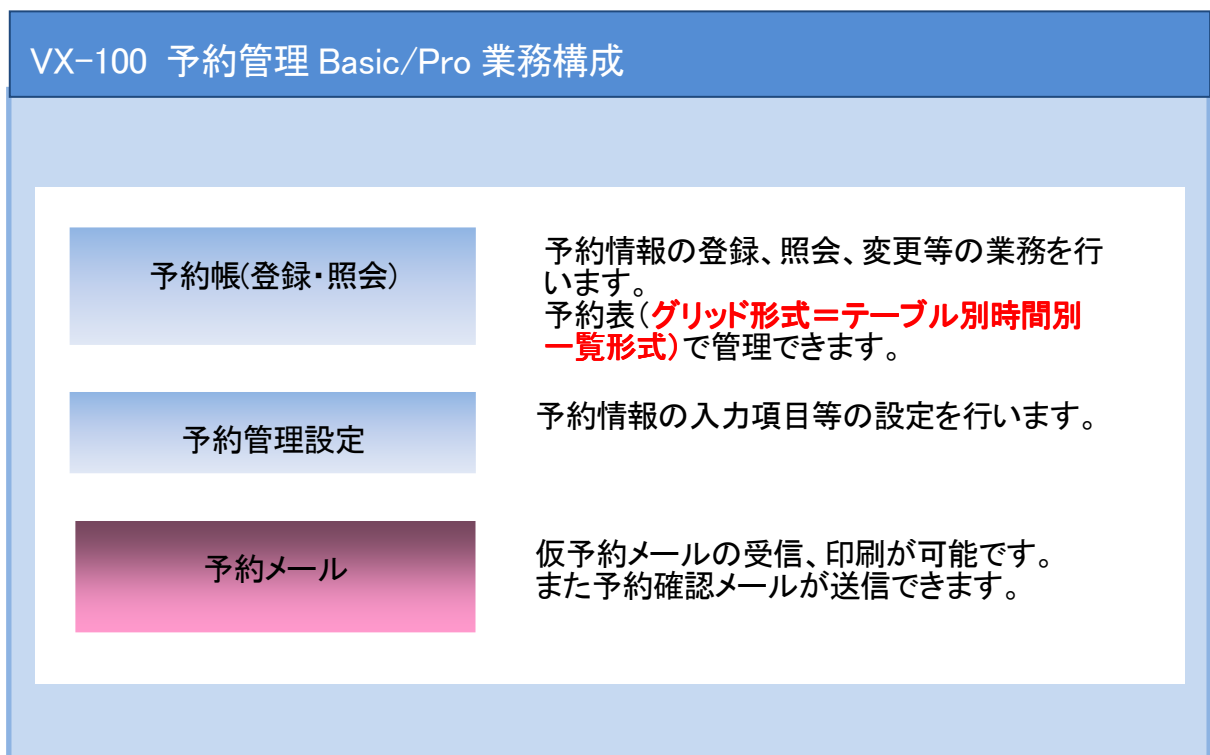 VX-100 予約管理 Basic/Pro 業務構成
予約帳(登録・照会)
予約情報の登録、照会、変更等の業務を行
います。
予約表(グリッド形式=テーブル別時間別
一覧形式)で管理できます。
予約管理設定
予約情報の入力項目等の設定を行います。
予約メール
仮予約メールの受信、印刷が可能です。
また予約確認メールが送信できます。